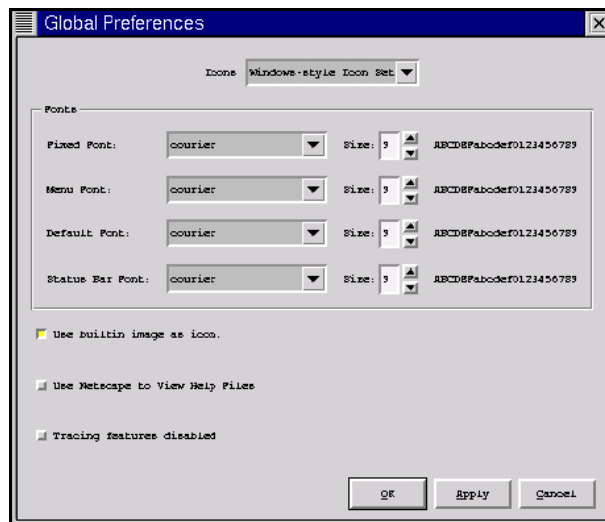 Global Preferences
Icons Windows-style Icon Set
Fonts
Fixed Font: courier Size: 9 ABCDEFabcdef0123456789
Menu Font: courier Size: 9 ABCDEFabcdef0123456789
Default Font: courier Size: 9 ABCDEFabcdef0123456789
Status Bar Font: courier Size: 9 ABCDEFabcdef0123456789
Use builtin image as icon.
Use Netscape to View Help Files
Tracing features disabled
OK Apply Cancel